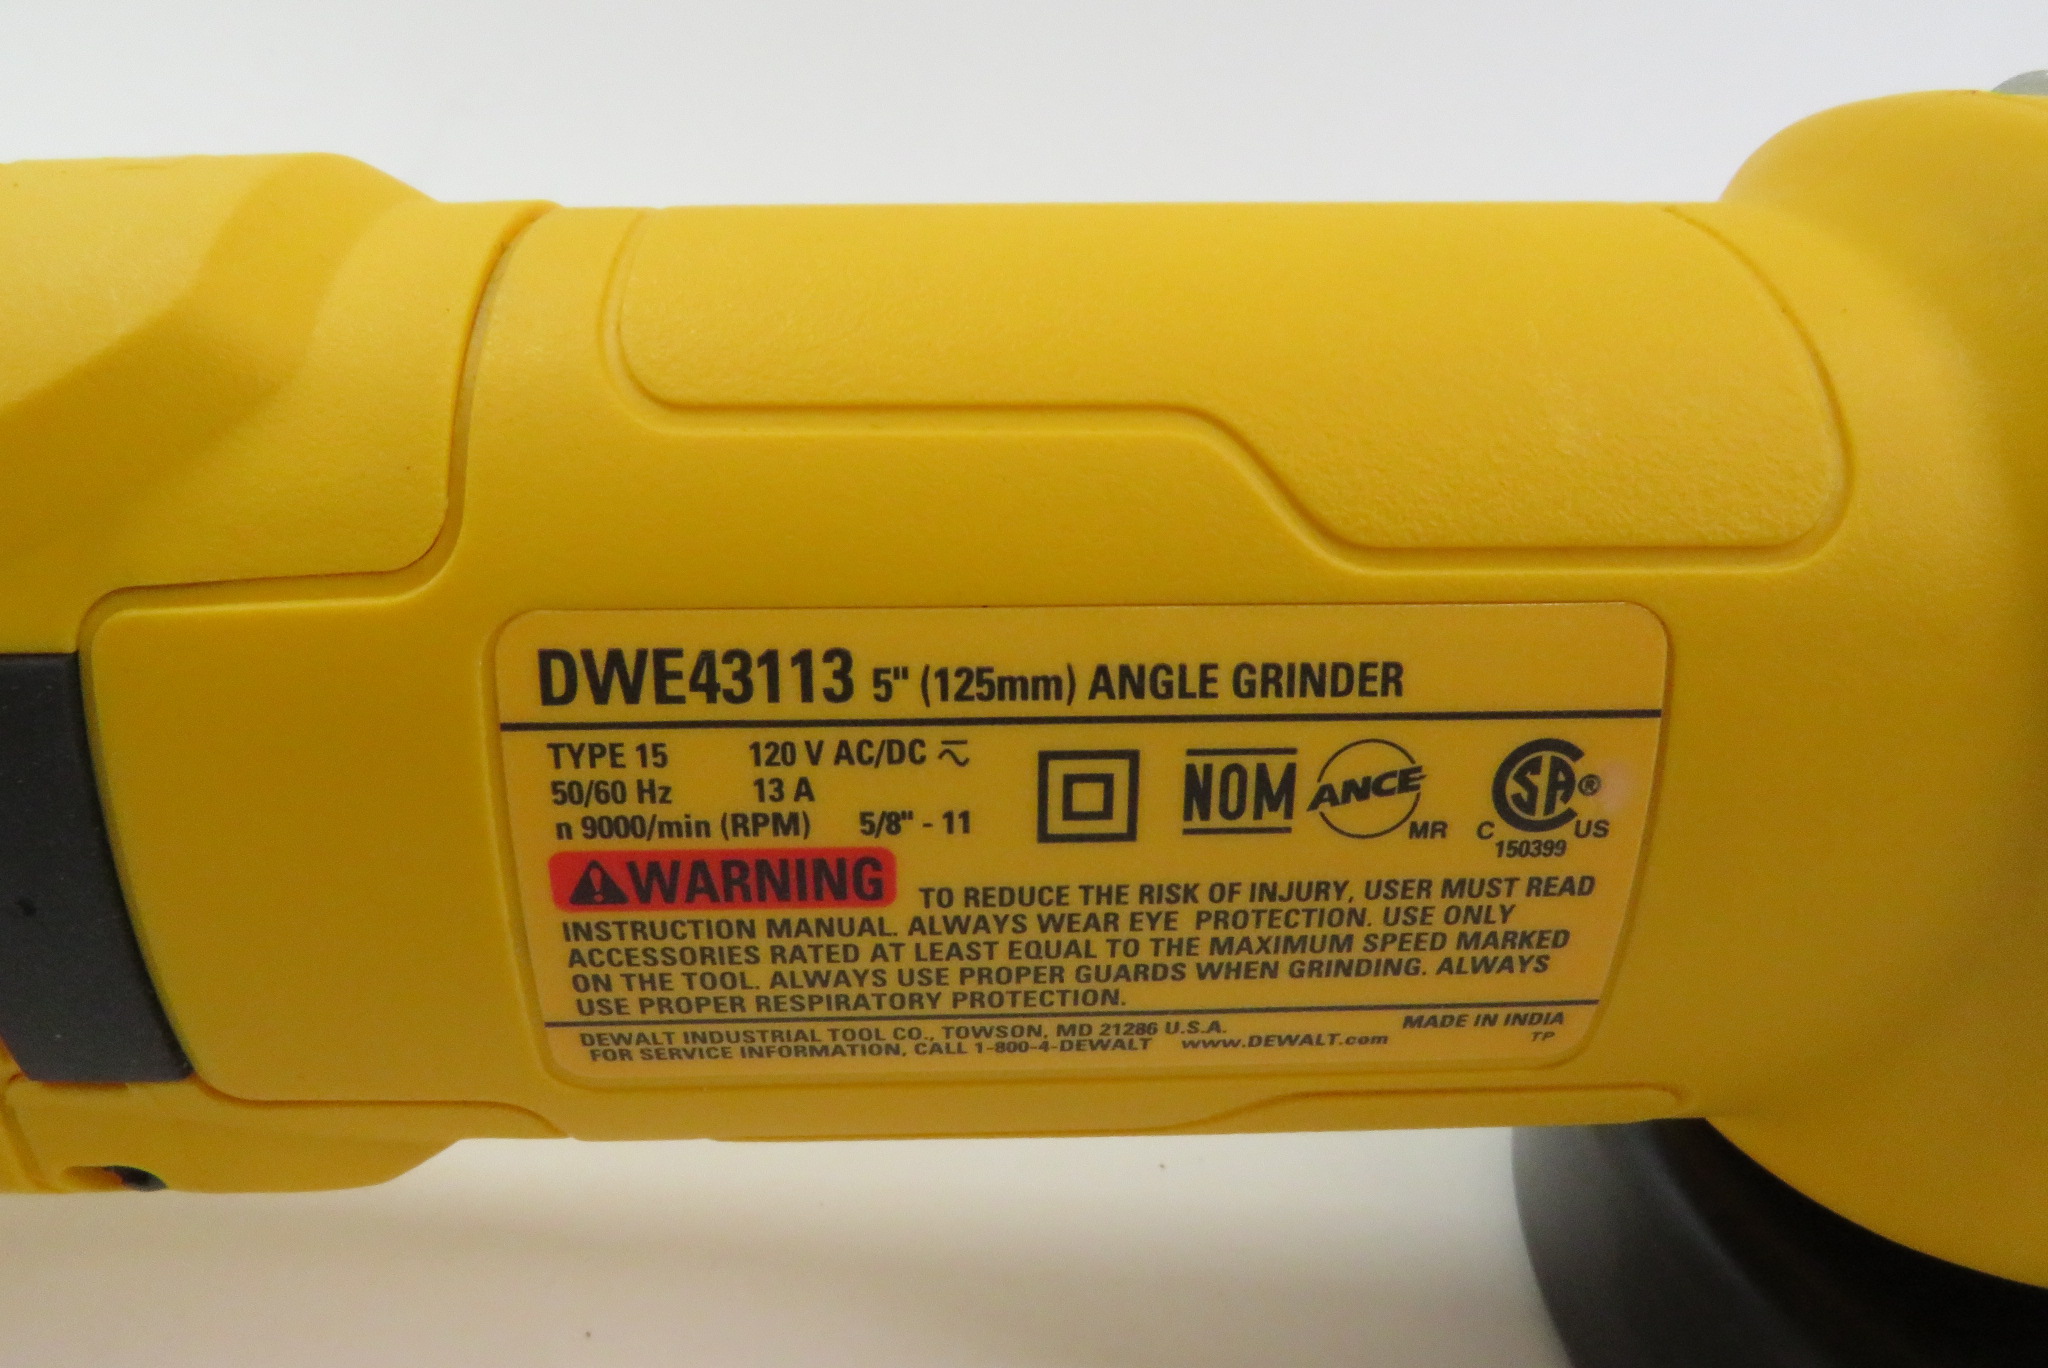 DWE43113 5" (125mm) ANGLE GRINDER
TYPE 15 120 V AC/DC
50/60 Hz 13 A
n 9000/min (RPM) 5/8" - 11
NOM ANCE MR
CSA® C US
150399
WARNING TO REDUCE THE RISK OF INJURY, USER MUST READ
INSTRUCTION MANUAL. ALWAYS WEAR EYE PROTECTION. USE ONLY
ACCESSORIES RATED AT LEAST EQUAL TO THE MAXIMUM SPEED MARKED
ON THE TOOL. ALWAYS USE PROPER GUARDS WHEN GRINDING. ALWAYS
USE PROPER RESPIRATORY PROTECTION.
DEWALT INDUSTRIAL TOOL CO., TOWSON, MD 21286 U.S.A. MADE IN INDIA
FOR SERVICE INFORMATION, CALL 1-800-4-DEWALT www.DEWALT.com TP